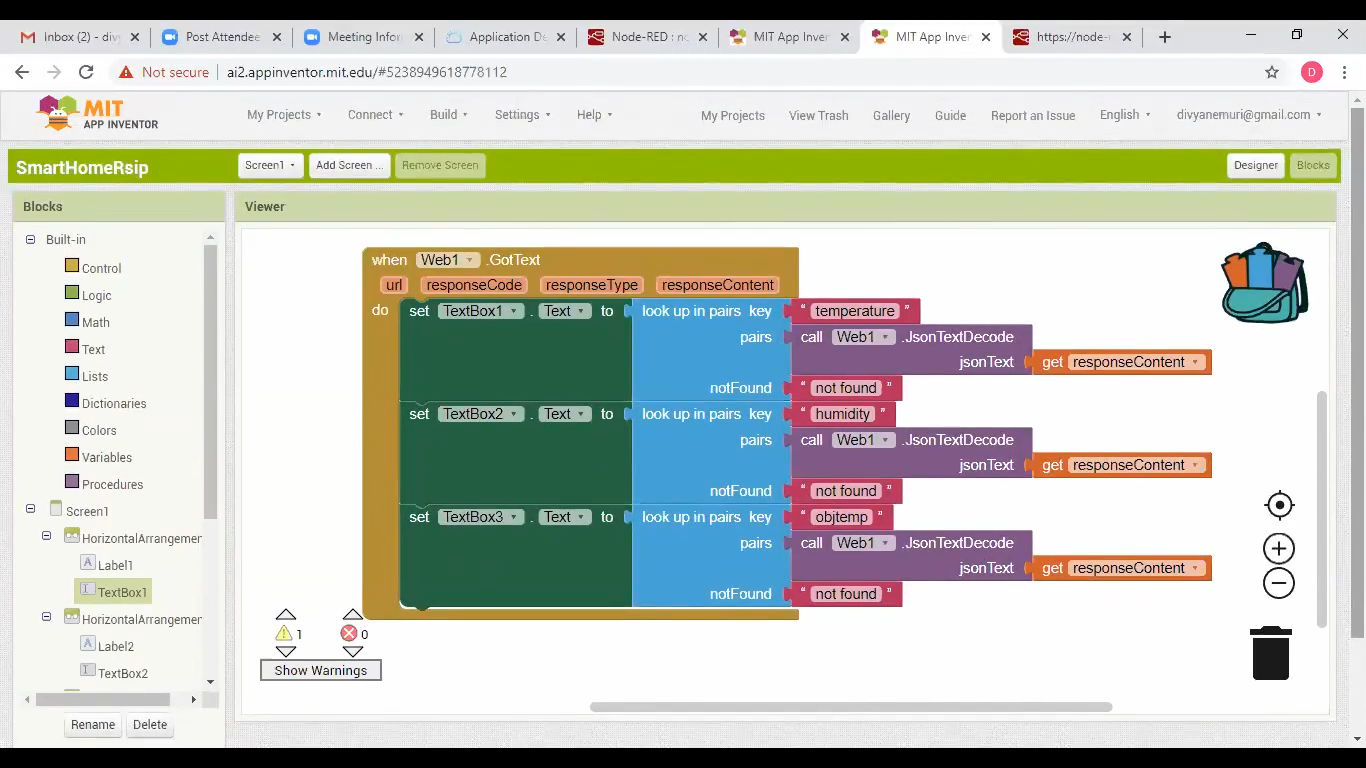 Inbox (2) - div
Post Attendee
Meeting Infor
Application De
Node-RED : no
MIT App Inver
MIT App Inver
https://node-r
Not secure
ai2.appinventor.mit.edu/#5238949618778112
D
MIT
APP INVENTOR
My Projects
Connect
Build
Settings
Help
My Projects
View Trash
Gallery
Guide
Report an Issue
English
divyanemuri@gmail.com
SmartHomeRsip
Screen1
Add Screen ...
Remove Screen
Designer
Blocks
Blocks
Built-in
Control
Logic
Math
Text
Lists
Dictionaries
Colors
Variables
Procedures
Screen1
HorizontalArrangemer
Label1
TextBox1
HorizontalArrangemer
Label2
TextBox2
Rename
Delete
Viewer
when Web1 .GotText
url responseCode responseType responseContent
do set TextBox1 . Text to look up in pairs key “ temperature ”
pairs call Web1 .JsonTextDecode
jsonText get responseContent
notFound “ not found ”
set TextBox2 . Text to look up in pairs key “ humidity ”
pairs call Web1 .JsonTextDecode
jsonText get responseContent
notFound “ not found ”
set TextBox3 . Text to look up in pairs key “ objtemp ”
pairs call Web1 .JsonTextDecode
jsonText get responseContent
notFound “ not found ”
1 0
Show Warnings